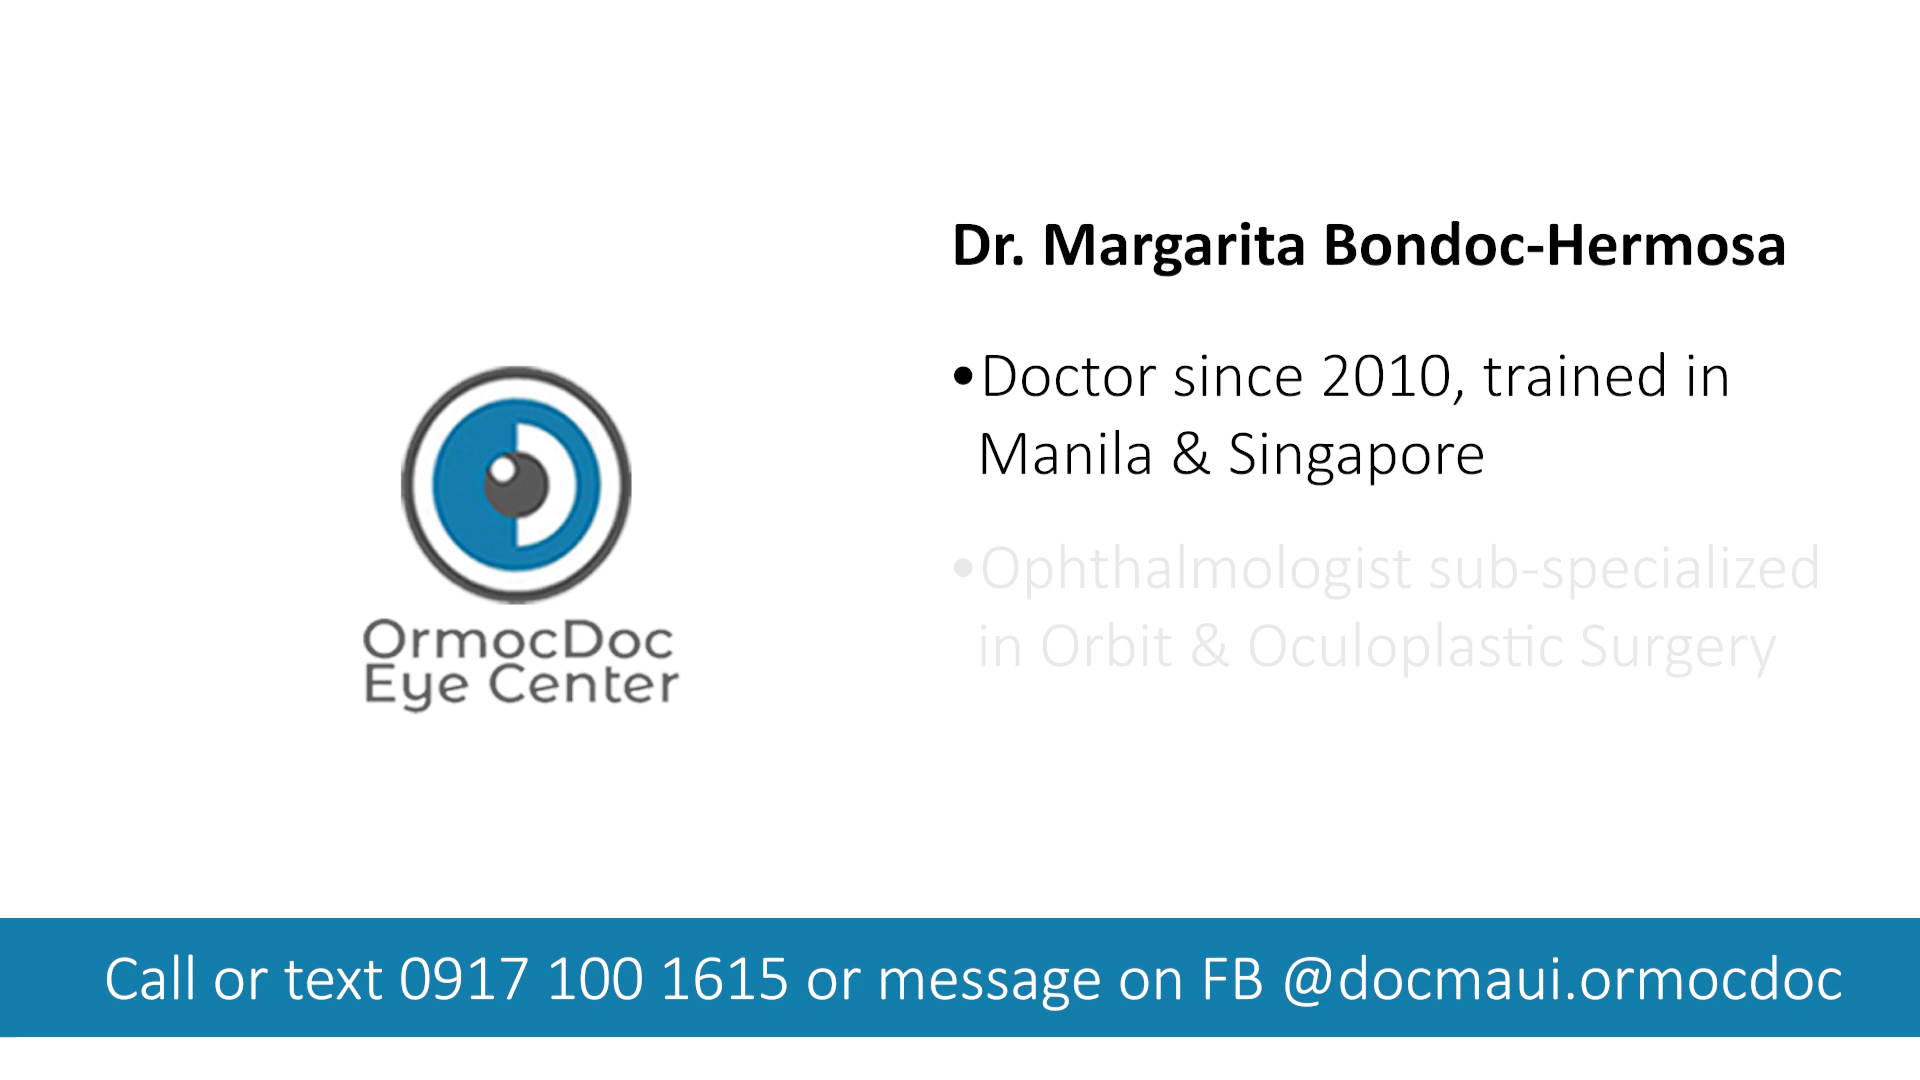 Dr. Margarita Bondoc-Hermosa
•Doctor since 2010, trained in
Manila & Singapore
•Ophthalmologist sub-specialized
in Orbit & Oculoplastic Surgery
OrmocDoc
Eye Center
Call or text 0917 100 1615 or message on FB @docmaui.ormocdoc